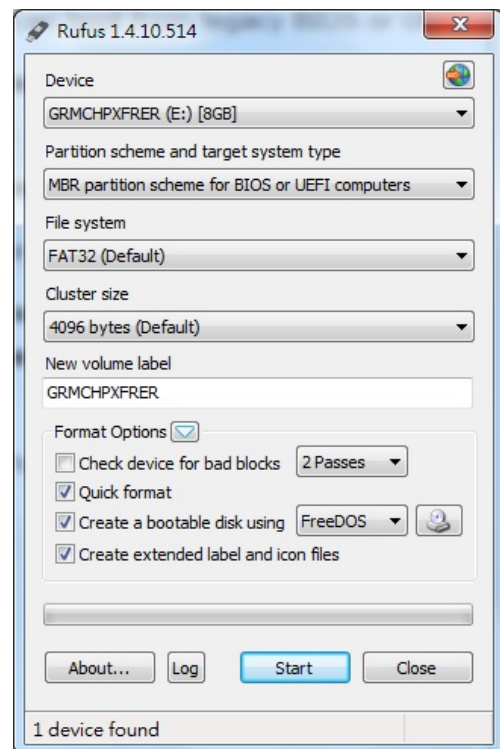 Rufus 1.4.10.514
Device
GRMCHPXFRER (E:) [8GB]
Partition scheme and target system type
MBR partition scheme for BIOS or UEFI computers
File system
FAT32 (Default)
Cluster size
4096 bytes (Default)
New volume label
GRMCHPXFRER
Format Options
Check device for bad blocks 2 Passes
Quick format
Create a bootable disk using FreeDOS
Create extended label and icon files
About... Log Start Close
1 device found